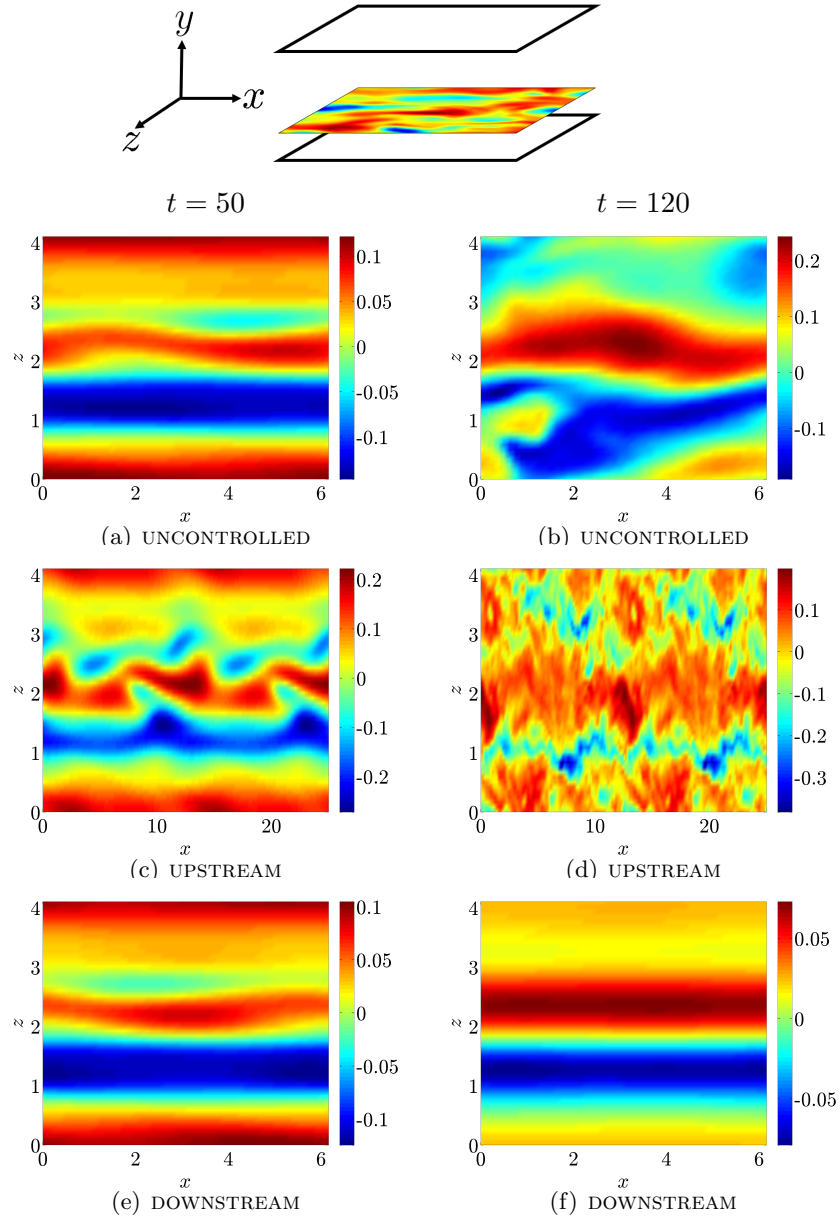 y
x
z
t = 50
t = 120
4
3
2
1
0
z
0 2 4 6
x
0.1
0.05
0
-0.05
-0.1
(a) UNCONTROLLED
4
3
2
1
0
z
0 2 4 6
x
0.2
0.1
0
-0.1
(b) UNCONTROLLED
4
3
2
1
0
z
0 10 20
x
0.2
0.1
0
-0.1
-0.2
(c) UPSTREAM
4
3
2
1
0
z
0 10 20
x
0.1
0
-0.1
-0.2
-0.3
(d) UPSTREAM
4
3
2
1
0
z
0 2 4 6
x
0.1
0.05
0
-0.05
-0.1
(e) DOWNSTREAM
4
3
2
1
0
z
0 2 4 6
x
0.05
0
-0.05
(f) DOWNSTREAM